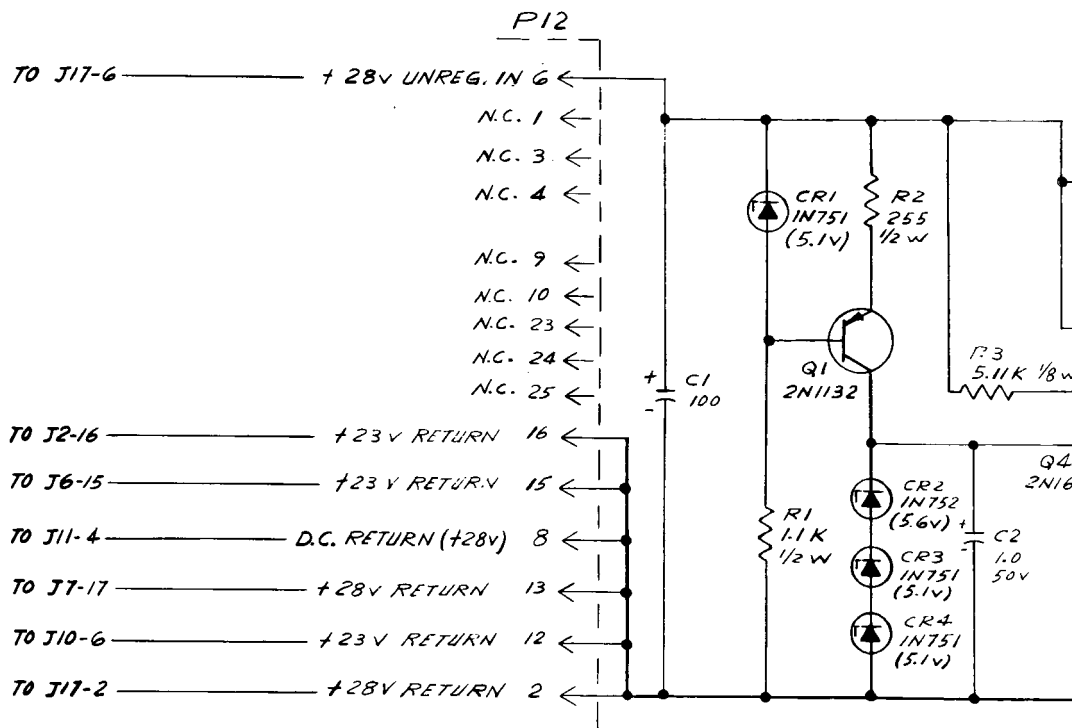 P12
TO J17-6 + 28V UNREG. IN 6
N.C. 1
N.C. 3
N.C. 4
N.C. 9
N.C. 10
N.C. 23
N.C. 24
N.C. 25
TO J2-16 +23V RETURN 16
TO J6-15 +23V RETURN 15
TO J11-4 D.C. RETURN (+28V) 8
TO J7-17 +28V RETURN 13
TO J10-6 +23V RETURN 12
TO J17-2 +28V RETURN 2
+
-
C1
100
CR1
1N751
(5.1V)
R2
255
1/2 W
Q1
2N1132
R3
5.11K 1/8W
R1
1.1K
1/2 W
CR2
1N752
(5.6V)
CR3
1N751
(5.1V)
CR4
1N751
(5.1V)
+
-
C2
1.0
50V
Q4
2N16